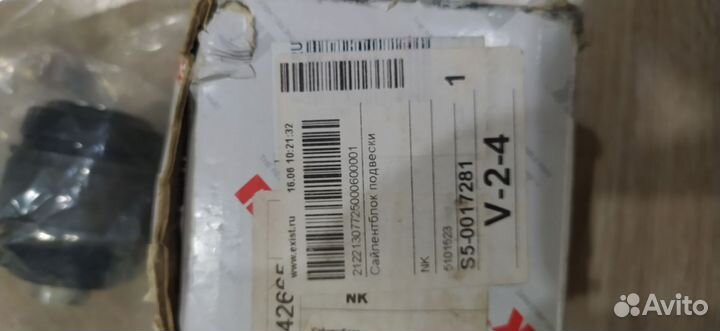 www.exist.ru
16.06 10:21:32
2122130772500060001
Сайлентблок подвески
NK
5101523
1
S5-0017281
V-2-4
NK
Avito